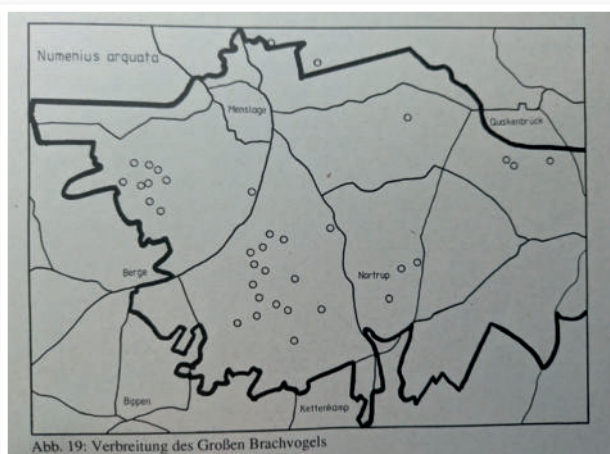 Numenius arquata
Menslage
Quakenbrück
Berge
Nortrup
Bippen
Kettenkamp
Abb. 19: Verbreitung des Großen Brachvogels